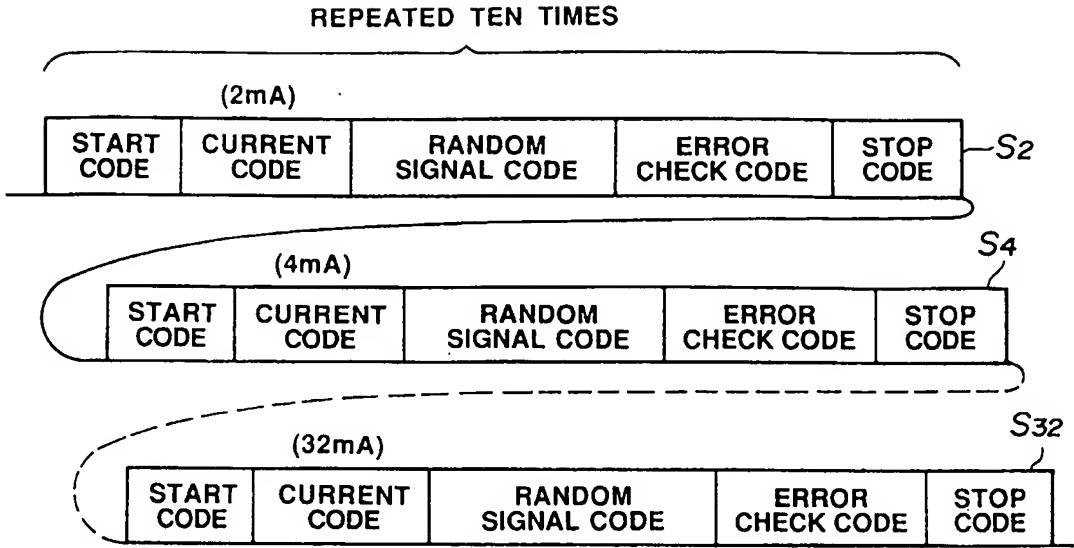 REPEATED TEN TIMES
(2mA)
START CURRENT RANDOM ERROR STOP
CODE CODE SIGNAL CODE CHECK CODE CODE
S2
S4
(4mA)
START CURRENT RANDOM ERROR STOP
CODE CODE SIGNAL CODE CHECK CODE CODE
S32
(32mA)
START CURRENT RANDOM ERROR STOP
CODE CODE SIGNAL CODE CHECK CODE CODE